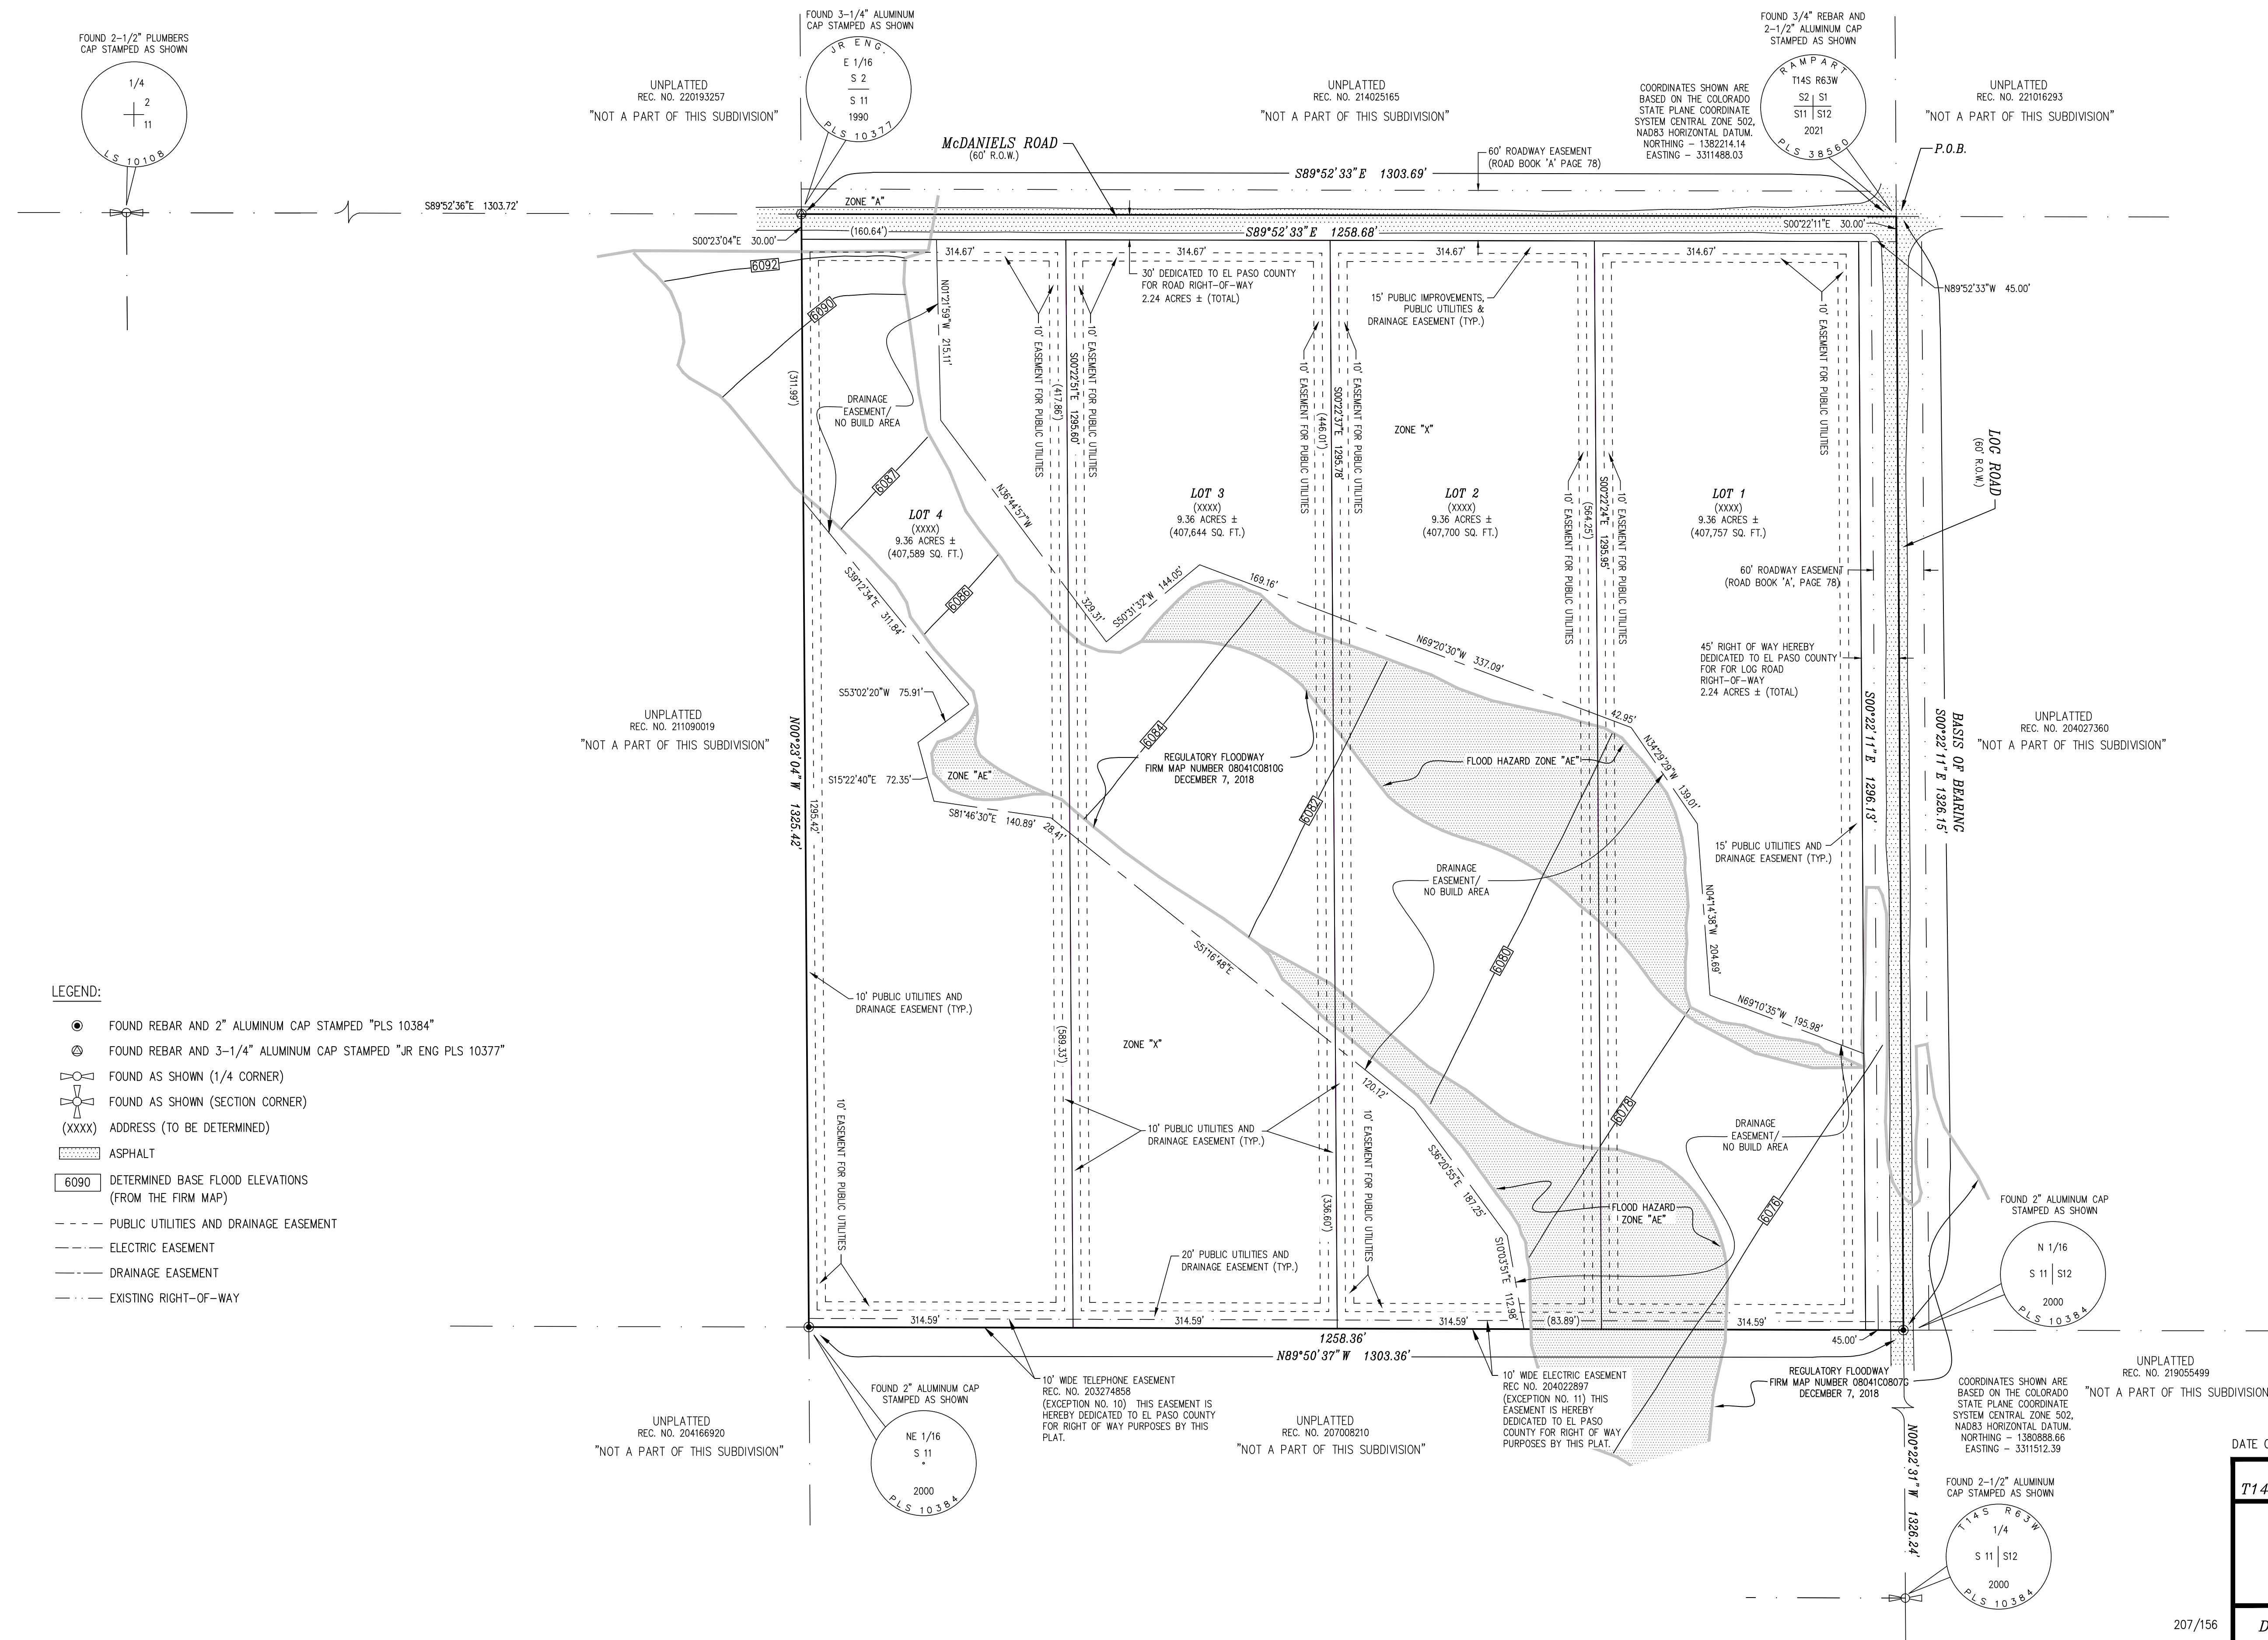 FOUND 2-1/2" PLUMBERS
CAP STAMPED AS SHOWN
1/4
2
11
LS 10108
FOUND 3-1/4" ALUMINUM
CAP STAMPED AS SHOWN
JR ENG.
E 1/16
S 2
S 11
1990
PLS 10377
FOUND 3/4" REBAR AND
2-1/2" ALUMINUM CAP
STAMPED AS SHOWN
RAMPART
T14S R63W
S2 S1
S11 S12
2021
PLS 38560
COORDINATES SHOWN ARE
BASED ON THE COLORADO
STATE PLANE COORDINATE
SYSTEM CENTRAL ZONE 502,
NAD83 HORIZONTAL DATUM.
NORTHING - 1382214.14
EASTING - 3311488.03
UNPLATTED
REC. NO. 220193257
"NOT A PART OF THIS SUBDIVISION"
UNPLATTED
REC. NO. 214025165
"NOT A PART OF THIS SUBDIVISION"
UNPLATTED
REC. NO. 221016293
"NOT A PART OF THIS SUBDIVISION"
McDANIELS ROAD
(60' R.O.W.)
60' ROADWAY EASEMENT
(ROAD BOOK 'A' PAGE 78)
P.O.B.
S89°52'33"E 1303.69'
S89°52'36"E 1303.72'
ZONE "A"
S00°23'04"E 30.00'
(160.64')
S89°52'33"E 1258.68'
S00°22'11"E 30.00'
314.67'
314.67'
314.67'
314.67'
N89°52'33"W 45.00'
30' DEDICATED TO EL PASO COUNTY
FOR ROAD RIGHT-OF-WAY
2.24 ACRES ± (TOTAL)
15' PUBLIC IMPROVEMENTS,
PUBLIC UTILITIES &
DRAINAGE EASEMENT (TYP.)
6092
6090
N01°21'59"W 215.11'
10' EASEMENT FOR PUBLIC UTILITIES
10' EASEMENT FOR PUBLIC UTILITIES
10' EASEMENT FOR PUBLIC UTILITIES
10' EASEMENT FOR PUBLIC UTILITIES
10' EASEMENT FOR PUBLIC UTILITIES
10' EASEMENT FOR PUBLIC UTILITIES
10' EASEMENT FOR PUBLIC UTILITIES
(311.99')
(417.86')
S00°22'51"E 1295.60'
(446.01')
S00°22'37"E 1295.78'
(564.25')
S00°22'24"E 1295.95'
DRAINAGE
EASEMENT/
NO BUILD AREA
ZONE "X"
LOG ROAD
(60' R.O.W.)
6087
6086
N36°44'57"W
329.31'
LOT 4
(XXXX)
9.36 ACRES ±
(407,589 SQ. FT.)
LOT 3
(XXXX)
9.36 ACRES ±
(407,644 SQ. FT.)
LOT 2
(XXXX)
9.36 ACRES ±
(407,700 SQ. FT.)
LOT 1
(XXXX)
9.36 ACRES ±
(407,757 SQ. FT.)
S39°12'34"E 311.84'
S50°31'32"W 144.05'
169.16'
N69°20'30"W 337.09'
42.95'
60' ROADWAY EASEMENT
(ROAD BOOK 'A', PAGE 78)
45' RIGHT OF WAY HEREBY
DEDICATED TO EL PASO COUNTY
FOR FOR LOG ROAD
RIGHT-OF-WAY
2.24 ACRES ± (TOTAL)
UNPLATTED
REC. NO. 211090019
"NOT A PART OF THIS SUBDIVISION"
UNPLATTED
REC. NO. 204027360
"NOT A PART OF THIS SUBDIVISION"
N00°23'04"W 1325.42'
1295.42'
S53°02'20"W 75.91'
S15°22'40"E 72.35'
ZONE "AE"
S81°46'30"E 140.89'
28.41'
6084
6082
REGULATORY FLOODWAY
FIRM MAP NUMBER 08041C0810G
DECEMBER 7, 2018
FLOOD HAZARD ZONE "AE"
N34°29'29"W 139.01'
S00°22'11"E 1296.13'
BASIS OF BEARING
S00°22'11"E 1326.15'
15' PUBLIC UTILITIES AND
DRAINAGE EASEMENT (TYP.)
DRAINAGE
EASEMENT/
NO BUILD AREA
N04°14'38"W 204.69'
S51°16'48"E
6080
N69°10'35"W 195.98'
10' PUBLIC UTILITIES AND
DRAINAGE EASEMENT (TYP.)
ZONE "X"
(589.33')
120.12'
6078
10' EASEMENT FOR PUBLIC UTILITIES
10' PUBLIC UTILITIES AND
DRAINAGE EASEMENT (TYP.)
10' EASEMENT FOR PUBLIC UTILITIES
DRAINAGE
EASEMENT/
NO BUILD AREA
S36°20'55"E 187.25'
(336.60')
FLOOD HAZARD
ZONE "AE"
6076
S10°03'51"E 112.98'
20' PUBLIC UTILITIES AND
DRAINAGE EASEMENT (TYP.)
314.59'
314.59'
314.59'
(83.89')
314.59'
1258.36'
45.00'
N89°50'37"W 1303.36'
LEGEND:
FOUND REBAR AND 2" ALUMINUM CAP STAMPED "PLS 10384"
FOUND REBAR AND 3-1/4" ALUMINUM CAP STAMPED "JR ENG PLS 10377"
FOUND AS SHOWN (1/4 CORNER)
FOUND AS SHOWN (SECTION CORNER)
(XXXX) ADDRESS (TO BE DETERMINED)
ASPHALT
6090 DETERMINED BASE FLOOD ELEVATIONS
(FROM THE FIRM MAP)
PUBLIC UTILITIES AND DRAINAGE EASEMENT
ELECTRIC EASEMENT
DRAINAGE EASEMENT
EXISTING RIGHT-OF-WAY
FOUND 2" ALUMINUM CAP
STAMPED AS SHOWN
N 1/16
S 11 S12
2000
PLS 10384
FOUND 2" ALUMINUM CAP
STAMPED AS SHOWN
NE 1/16
S 11
2000
PLS 10384
UNPLATTED
REC. NO. 204166920
"NOT A PART OF THIS SUBDIVISION"
10' WIDE TELEPHONE EASEMENT
REC. NO. 203274858
(EXCEPTION NO. 10) THIS EASEMENT IS
HEREBY DEDICATED TO EL PASO COUNTY
FOR RIGHT OF WAY PURPOSES BY THIS
PLAT.
UNPLATTED
REC. NO. 207008210
"NOT A PART OF THIS SUBDIVISION"
10' WIDE ELECTRIC EASEMENT
REC NO. 204022897
(EXCEPTION NO. 11) THIS
EASEMENT IS HEREBY
DEDICATED TO EL PASO
COUNTY FOR RIGHT OF WAY
PURPOSES BY THIS PLAT.
REGULATORY FLOODWAY
FIRM MAP NUMBER 08041C0807G
DECEMBER 7, 2018
COORDINATES SHOWN ARE
BASED ON THE COLORADO
STATE PLANE COORDINATE
SYSTEM CENTRAL ZONE 502,
NAD83 HORIZONTAL DATUM.
NORTHING - 1380888.66
EASTING - 3311512.39
UNPLATTED
REC. NO. 219055499
"NOT A PART OF THIS SUBDIVISION
N00°22'31"W 1326.24'
FOUND 2-1/2" ALUMINUM
CAP STAMPED AS SHOWN
T14S R63W
1/4
S 11 S12
2000
PLS 10384
DATE
T14
207/156